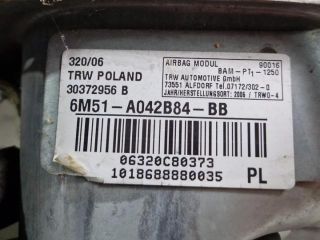 320/06
TRW POLAND
30372956 B
AIRBAG MODUL 90016
BAM-PT1-1250
TRW AUTOMOTIVE GmbH
73551 ALFDORF Tel.07172/302-0
JAHR/HERSTELLUNGSORT: 2006 / TRWO-4
6M51-A042B84-BB
06320C80373
1018688880035
PL